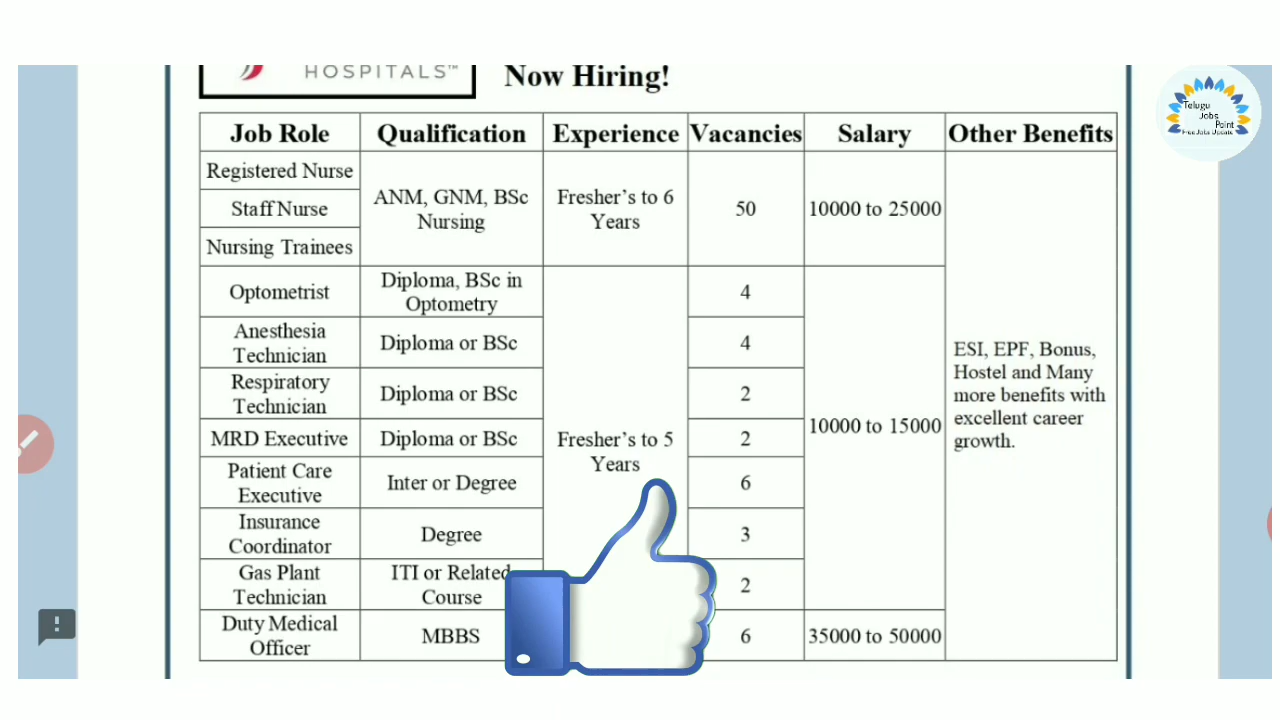 HOSPITALS™
Now Hiring!
Telugu
Jobs
Point
Free Jobs Update
Job Role Qualification Experience Vacancies Salary Other Benefits
Registered Nurse
Staff Nurse
Nursing Trainees
ANM, GNM, BSc
Nursing
Fresher's to 6
Years
50
10000 to 25000
Optometrist
Diploma, BSc in
Optometry
4
Anesthesia
Technician
Diploma or BSc
4
Respiratory
Technician
Diploma or BSc
2
MRD Executive
Diploma or BSc
2
Patient Care
Executive
Inter or Degree
6
Insurance
Coordinator
Degree
3
Gas Plant
Technician
ITI or Related
Course
2
Fresher's to 5
Years
10000 to 15000
Duty Medical
Officer
MBBS
6
35000 to 50000
ESI, EPF, Bonus,
Hostel and Many
more benefits with
excellent career
growth.